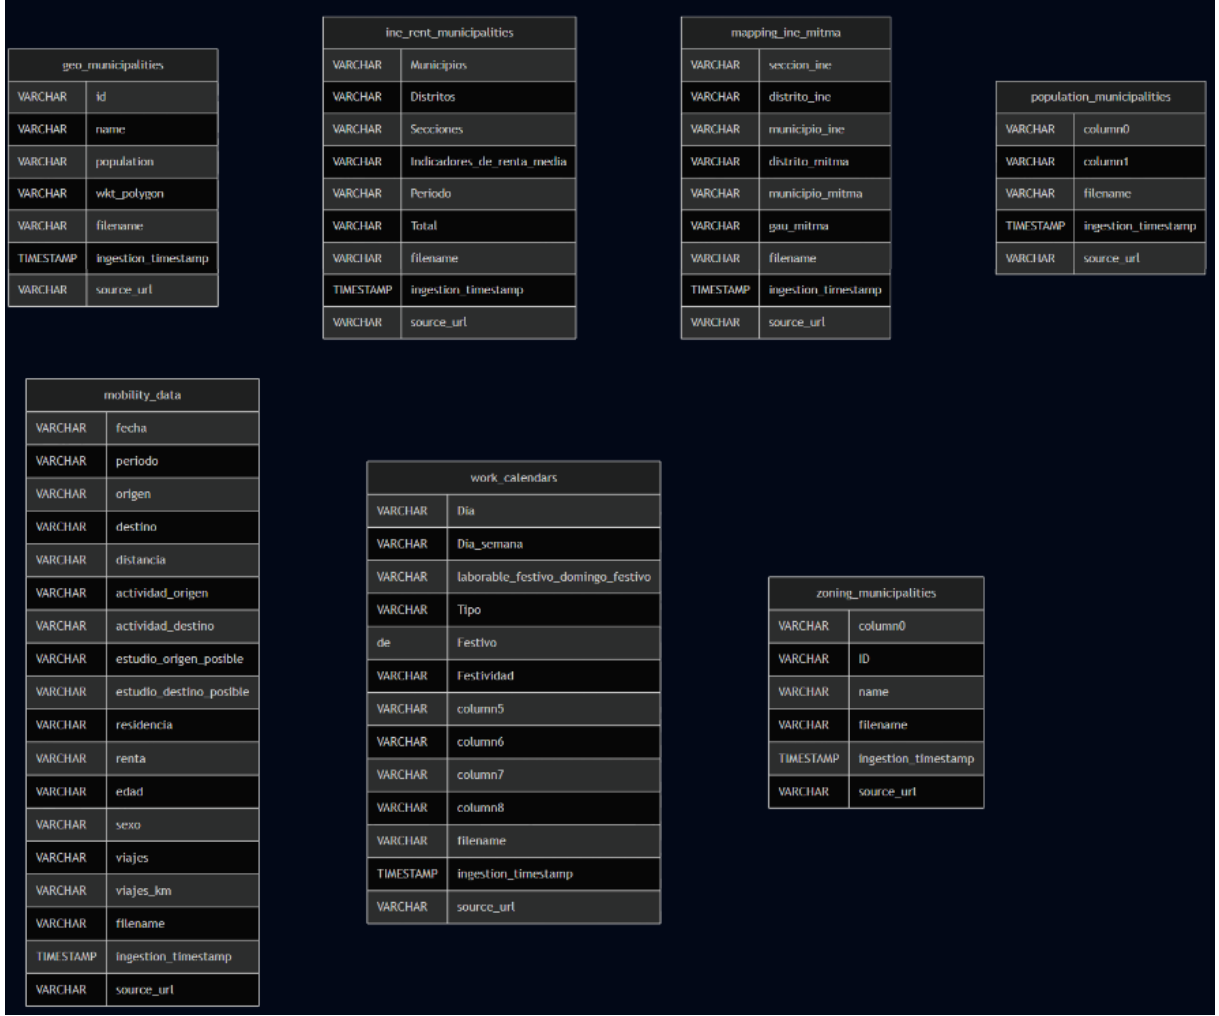 geo_municipalities
VARCHAR id
VARCHAR name
VARCHAR population
VARCHAR wkt_polygon
VARCHAR filename
TIMESTAMP ingestion_timestamp
VARCHAR source_url
ine_rent_municipalities
VARCHAR Municipios
VARCHAR Distritos
VARCHAR Secciones
VARCHAR Indicadores_de_renta_media
VARCHAR Periodo
VARCHAR Total
VARCHAR filename
TIMESTAMP ingestion_timestamp
VARCHAR source_url
mapping_ine_mitma
VARCHAR seccion_ine
VARCHAR distrito_ine
VARCHAR municipio_ine
VARCHAR distrito_mitma
VARCHAR municipio_mitma
VARCHAR gau_mitma
VARCHAR filename
TIMESTAMP ingestion_timestamp
VARCHAR source_url
population_municipalities
VARCHAR column0
VARCHAR column1
VARCHAR filename
TIMESTAMP ingestion_timestamp
VARCHAR source_url
mobility_data
VARCHAR fecha
VARCHAR periodo
VARCHAR origen
VARCHAR destino
VARCHAR distancia
VARCHAR actividad_origen
VARCHAR actividad_destino
VARCHAR estudio_origen_posible
VARCHAR estudio_destino_posible
VARCHAR residencia
VARCHAR renta
VARCHAR edad
VARCHAR sexo
VARCHAR viajes
VARCHAR viajes_km
VARCHAR filename
TIMESTAMP ingestion_timestamp
VARCHAR source_url
work_calendars
VARCHAR Dia
VARCHAR Dia_semana
VARCHAR laborable_festivo_domingo_festivo
VARCHAR Tipo
de Festivo
VARCHAR Festividad
VARCHAR column5
VARCHAR column6
VARCHAR column7
VARCHAR column8
VARCHAR filename
TIMESTAMP ingestion_timestamp
VARCHAR source_url
zoning_municipalities
VARCHAR column0
VARCHAR ID
VARCHAR name
VARCHAR filename
TIMESTAMP ingestion_timestamp
VARCHAR source_url